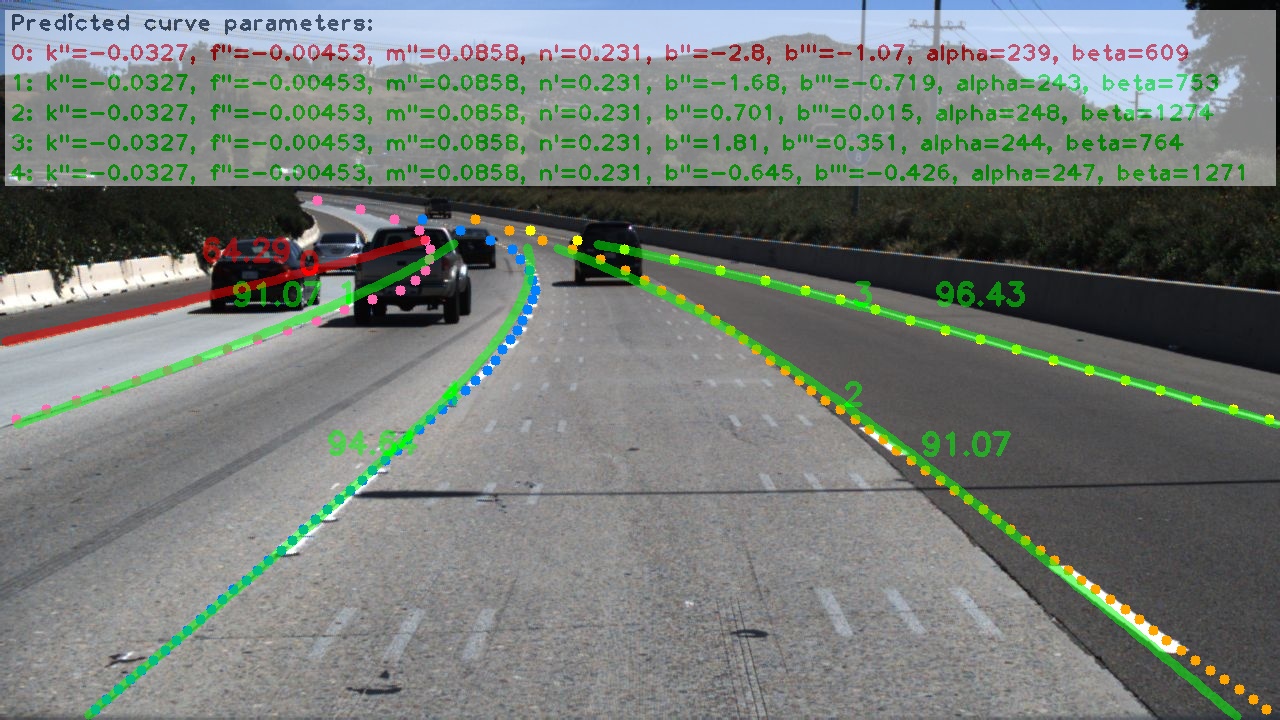 Predicted curve parameters:
0: k''=-0.0327, f''=-0.00453, m''=0.0858, n'=0.231, b''=-2.8, b'''=-1.07, alpha=239, beta=609
1: k''=-0.0327, f''=-0.00453, m''=0.0858, n'=0.231, b''=-1.68, b'''=-0.719, alpha=243, beta=753
2: k''=-0.0327, f''=-0.00453, m''=0.0858, n'=0.231, b''=0.701, b'''=0.015, alpha=248, beta=1274
3: k''=-0.0327, f''=-0.00453, m''=0.0858, n'=0.231, b''=1.81, b'''=0.351, alpha=244, beta=764
4: k''=-0.0327, f''=-0.00453, m''=0.0858, n'=0.231, b''=-0.645, b'''=-0.426, alpha=247, beta=1271
64.29 0
91.07 1
3 96.43
2
94.64
91.07